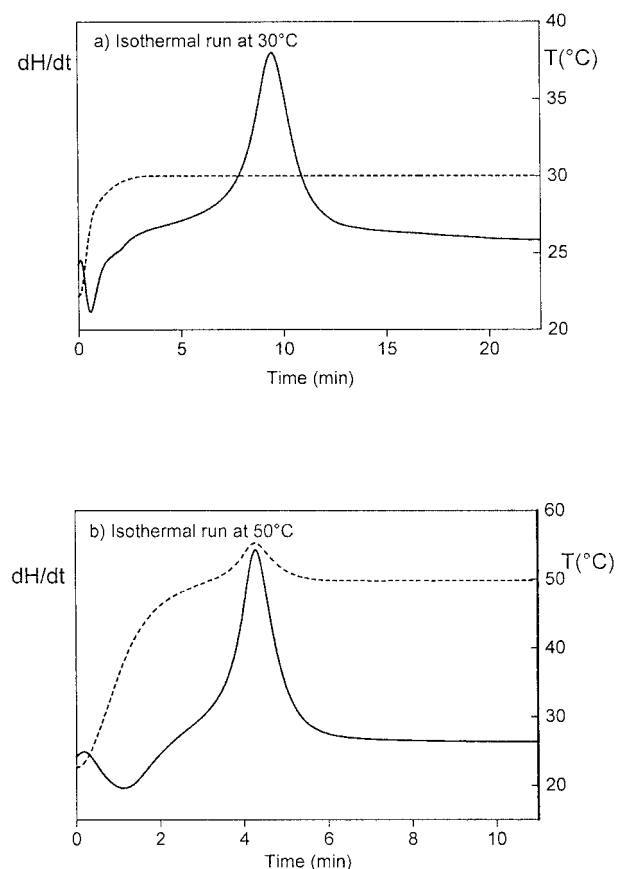 a) Isothermal run at 30°C
dH/dt
T(°C)
40
35
30
25
20
0 5 10 15 20
Time (min)
b) Isothermal run at 50°C
dH/dt
T(°C)
60
50
40
30
20
0 2 4 6 8 10
Time (min)